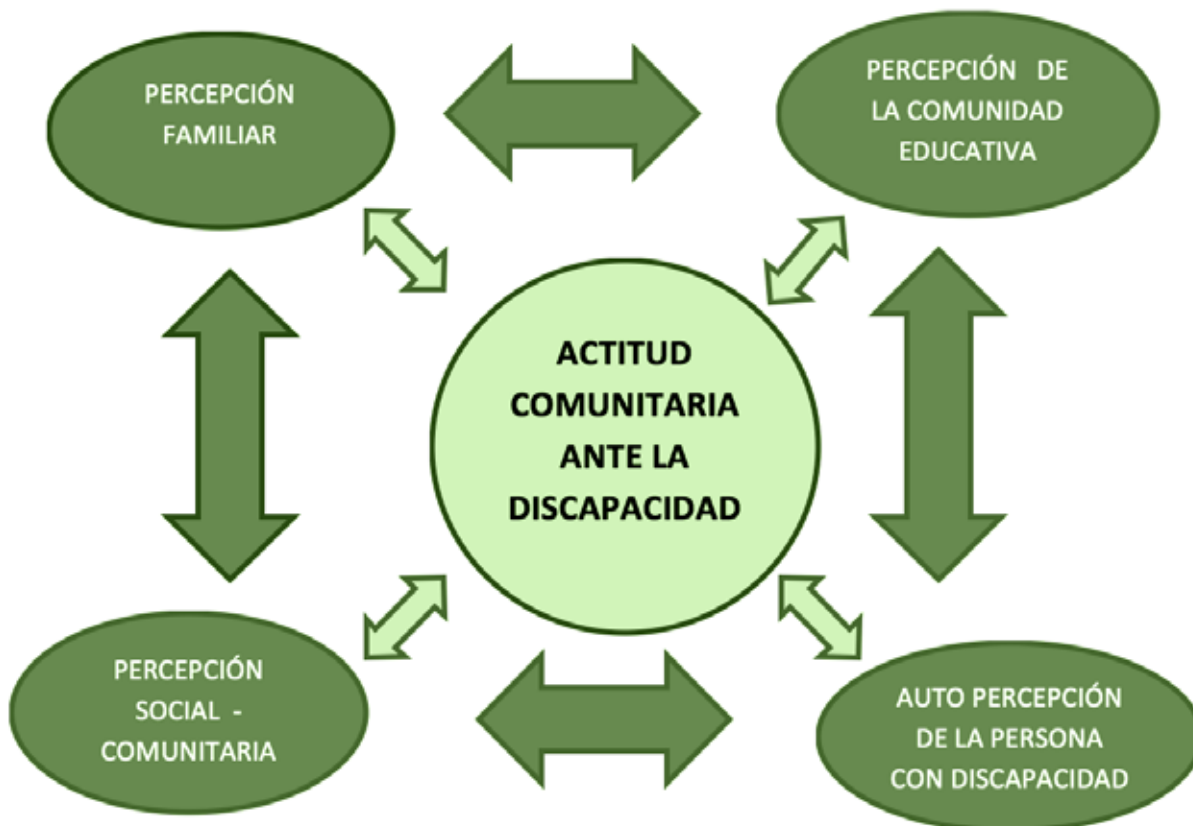 PERCEPCIÓN
FAMILIAR
PERCEPCIÓN DE
LA COMUNIDAD
EDUCATIVA
ACTITUD
COMUNITARIA
ANTE LA
DISCAPACIDAD
PERCEPCIÓN
SOCIAL -
COMUNITARIA
AUTO PERCEPCIÓN
DE LA PERSONA
CON DISCAPACIDAD